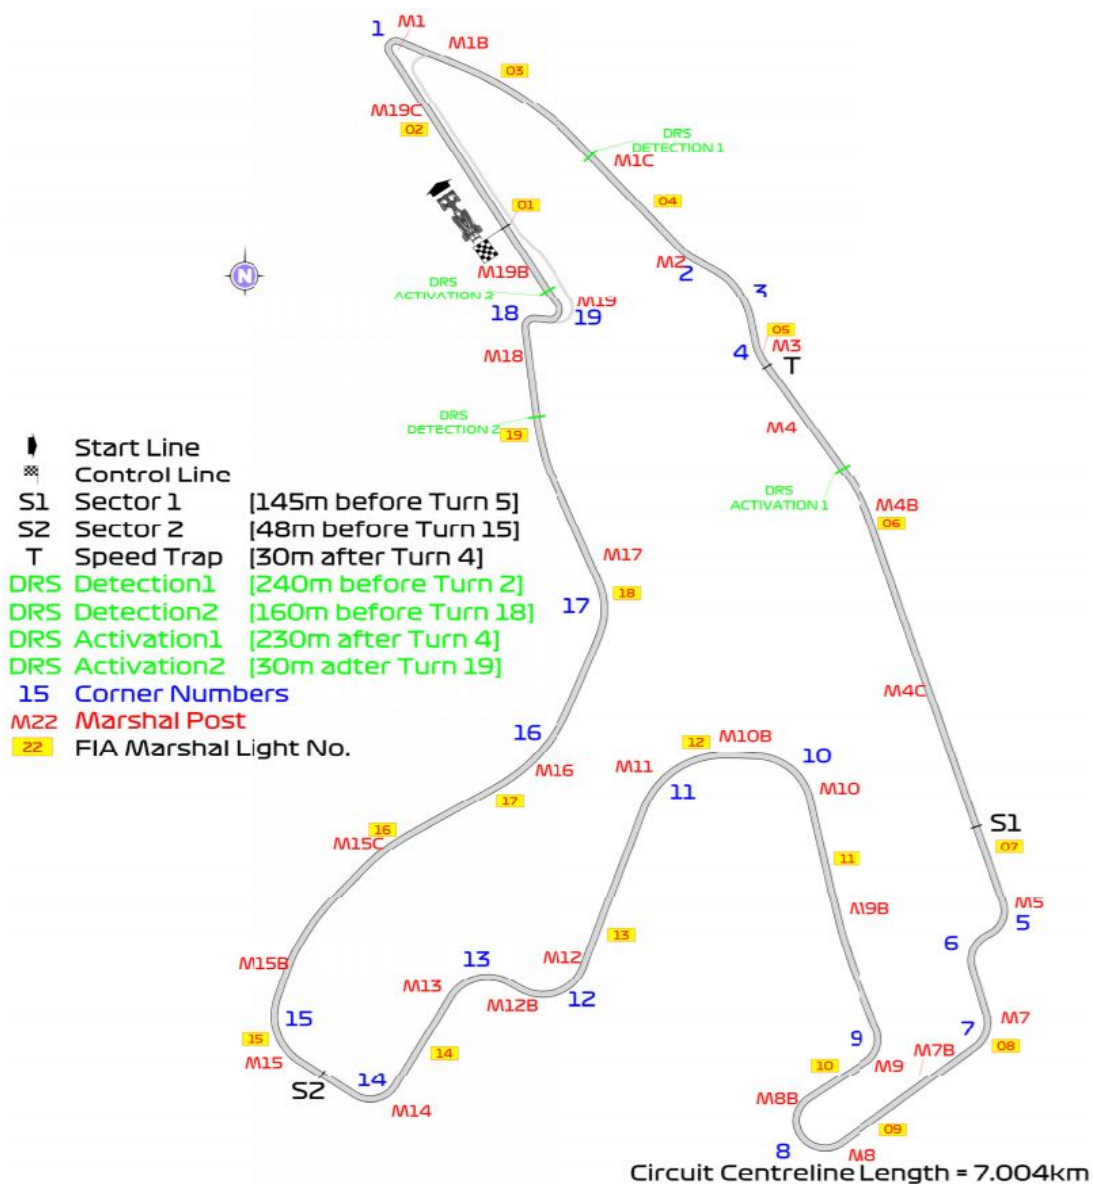 1
M1
M1B
03
M19C
02
DRS
DETECTION 1
M1C
04
01
M2
2
N
M19B
DRS
ACTIVATION 2
3
M19
18
19
05
M3
4
T
M18
DRS
DETECTION 2
19
M4
DRS
ACTIVATION 1
M4B
06
Start Line
Control Line
S1 Sector 1 [145m before Turn 5]
S2 Sector 2 [48m before Turn 15]
T Speed Trap [30m after Turn 4]
DRS Detection1 [240m before Turn 2]
DRS Detection2 [160m before Turn 18]
DRS Activation1 [230m after Turn 4]
DRS Activation2 [30m adter Turn 19]
15 Corner Numbers
M22 Marshal Post
22 FIA Marshal Light No.
M17
18
17
M4C
16
M16
12
M10B
10
M11
11
M10
17
16
M15C
S1
07
11
M9B
M5
5
13
6
M15B
13
M12
M13
M12B
12
15
15
M15
14
7
M7
08
9
M7B
10
M9
S2
14
M14
M8B
09
8
M8
Circuit Centreline Length = 7.004km